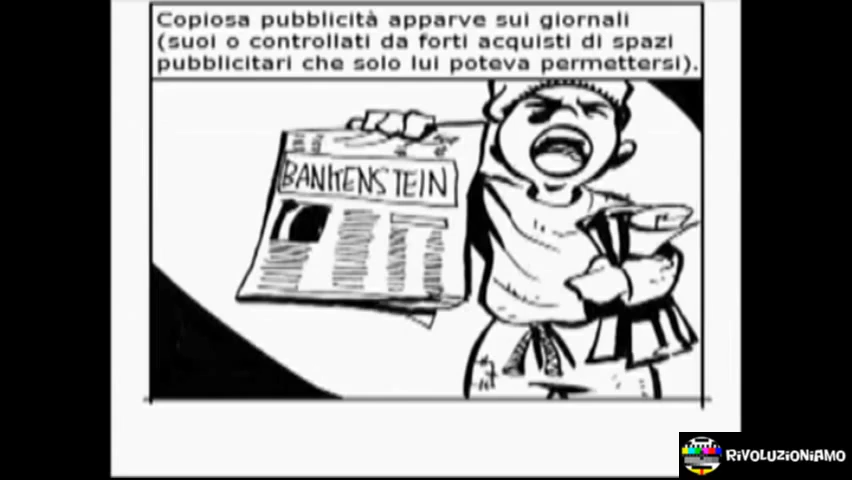 Copiosa pubblicità apparve sui giornali
(suoi o controllati da forti acquisti di spazi
pubblicitari che solo lui poteva permettersi).
BANKENSTEIN
RiVOLUZiONiAMO